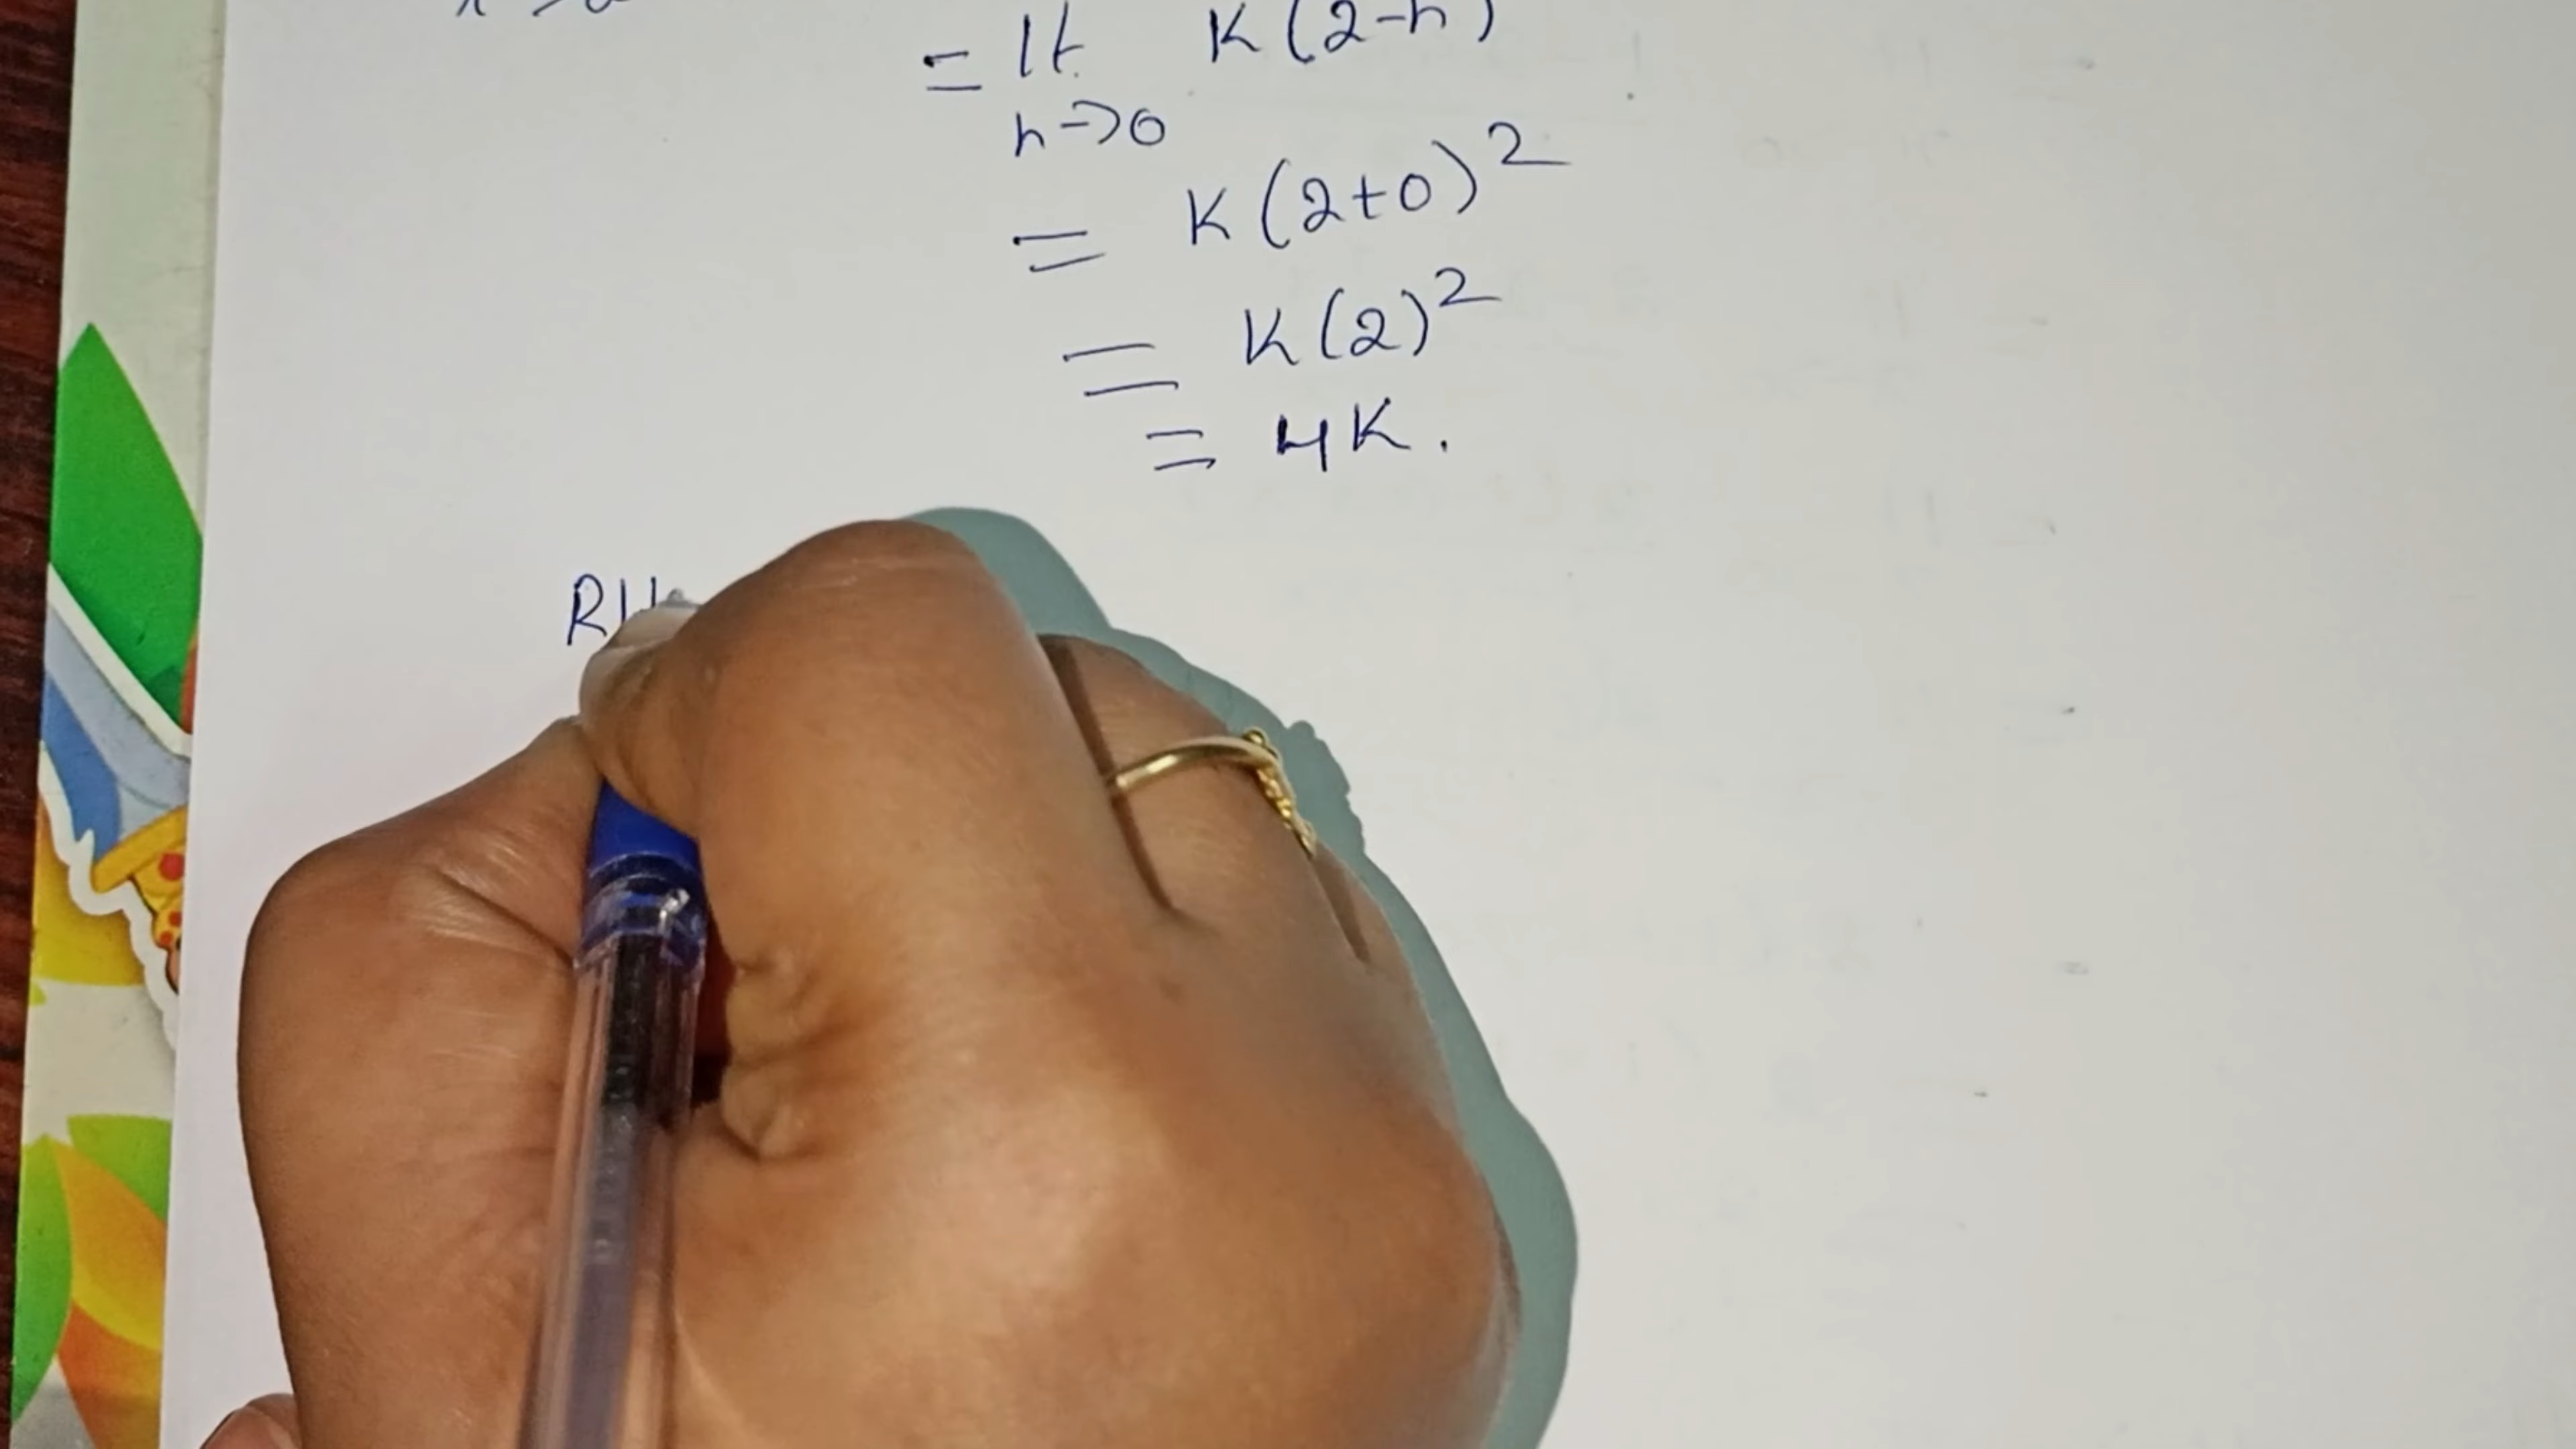 = lt K(2-h)
h->0
= K(2+0)²
= K(2)²
= 4K.
RH